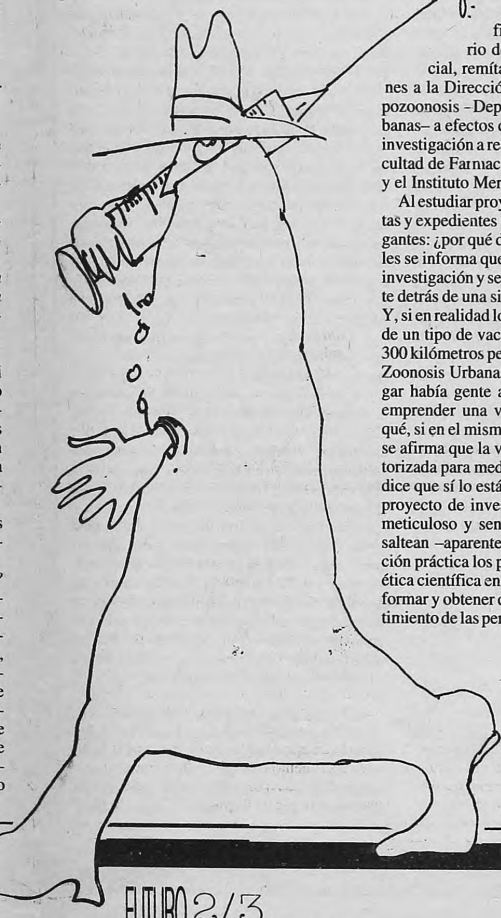 fi
rio d
cial, remíta
nes a la Direcció
pozoonosis –Dep
banas– a efectos d
investigación a re
cultad de Farmac
y el Instituto Mer
Al estudiar proy
tas y expedientes
gantes: ¿por qué d
les se informa que
investigación y se
te detrás de una si
Y, si en realidad lo
de un tipo de vac
300 kilómetros pe
Zoonosis Urbana
gar había gente a
emprender una v
qué, si en el mism
se afirma que la v
torizada para med
dice que sí lo está
proyecto de inve
meticuloso y sen
saltean –aparente
ción práctica los p
ética científica en
formar y obtener c
timiento de las per
FUTURO 2/3